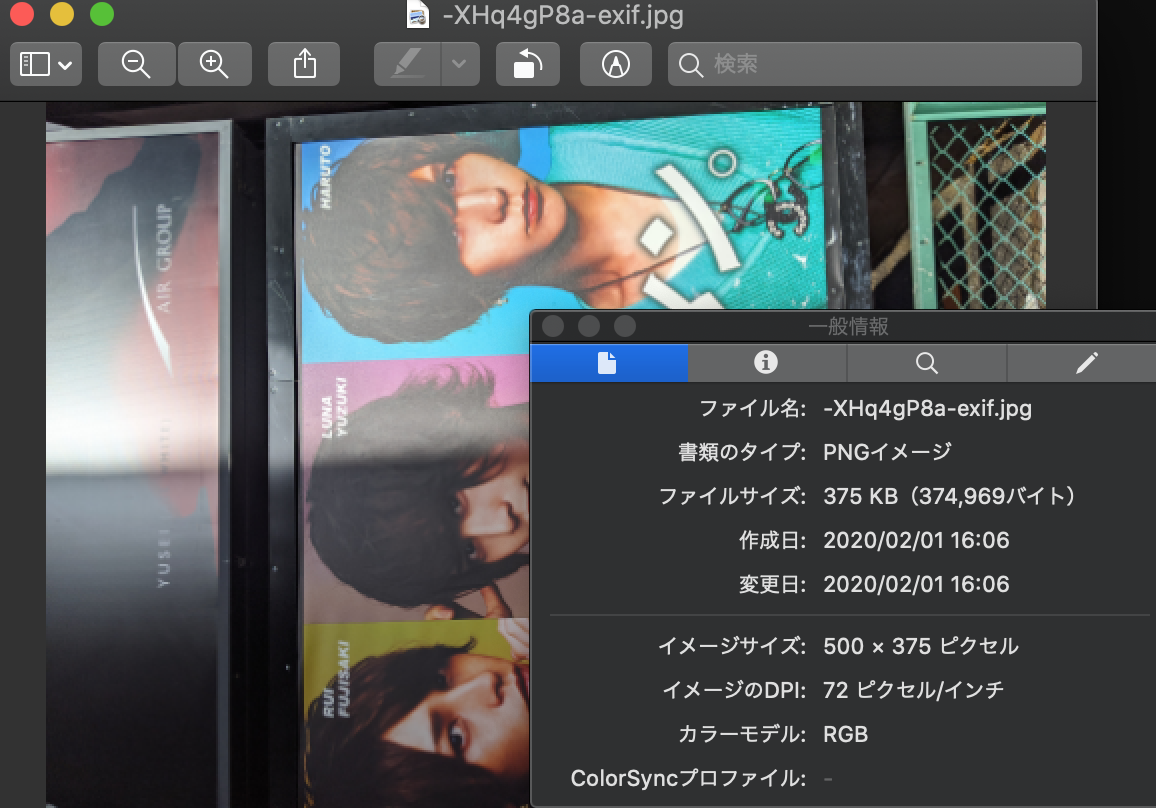 -XHq4gP8a-exif.jpg
検索
HARUTO
AIR GROUP
LUNA
YUZUKI
YUSEI
RUI
FUJISAKI
一般情報
ファイル名: -XHq4gP8a-exif.jpg
書類のタイプ: PNGイメージ
ファイルサイズ: 375 KB（374,969バイト）
作成日: 2020/02/01 16:06
変更日: 2020/02/01 16:06
イメージサイズ: 500 × 375 ピクセル
イメージのDPI: 72 ピクセル/インチ
カラーモデル: RGB
ColorSyncプロファイル: -